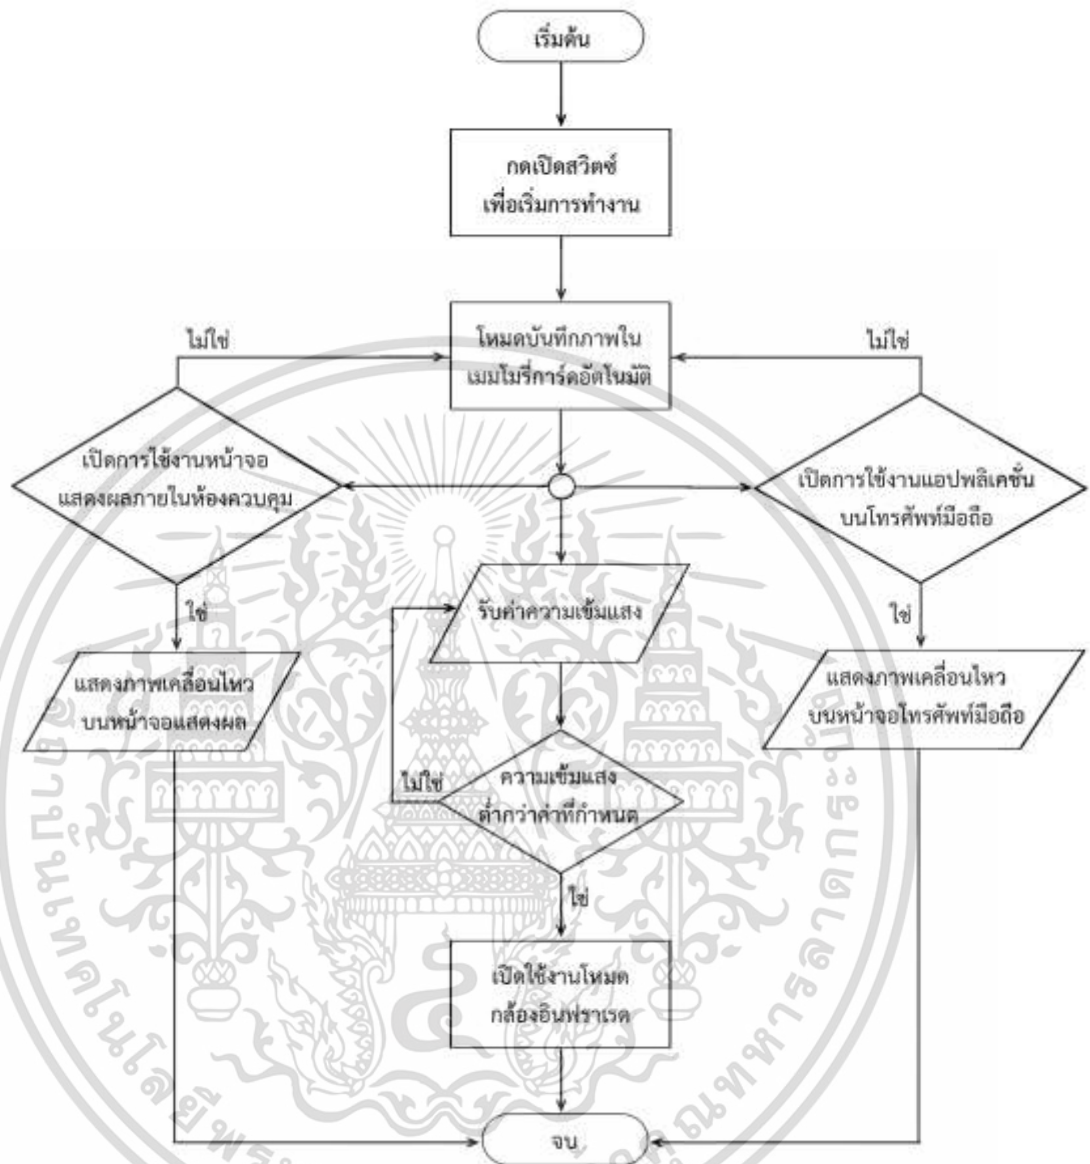 เริ่มต้น
กดเปิดสวิตซ์
เพื่อเริ่มการทำงาน
โหมดบันทึกภาพใน
เมมโมรี่การ์ดอัตโนมัติ
ไม่ใช่
ไม่ใช่
เปิดการใช้งานหน้าจอ
แสดงผลภายในห้องควบคุม
เปิดการใช้งานแอปพลิเคชั่น
บนโทรศัพท์มือถือ
รับค่าความเข้มแสง
ใช่
ใช่
แสดงภาพเคลื่อนไหว
บนหน้าจอแสดงผล
แสดงภาพเคลื่อนไหว
บนหน้าจอโทรศัพท์มือถือ
ไม่ใช่
ความเข้มแสง
ต่ำกว่าค่าที่กำหนด
ใช่
เปิดใช้งานโหมด
กล้องอินฟราเรด
จบ